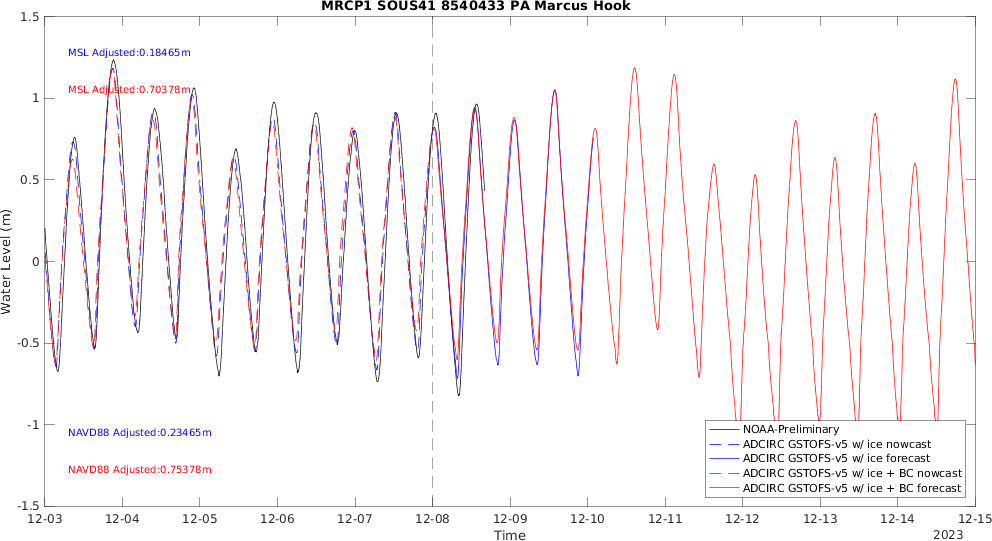 MRCP1 SOUS41 8540433 PA Marcus Hook
1.5
MSL Adjusted:0.18465m
MSL Adjusted:0.70378m
1
0.5
0
-0.5
-1
-1.5
Water Level (m)
NAVD88 Adjusted:0.23465m
NAVD88 Adjusted:0.75378m
NOAA-Preliminary
ADCIRC GSTOFS-v5 w/ ice nowcast
ADCIRC GSTOFS-v5 w/ ice forecast
ADCIRC GSTOFS-v5 w/ ice + BC nowcast
ADCIRC GSTOFS-v5 w/ ice + BC forecast
12-03 12-04 12-05 12-06 12-07 12-08 12-09 12-10 12-11 12-12 12-13 12-14 12-15
Time
2023